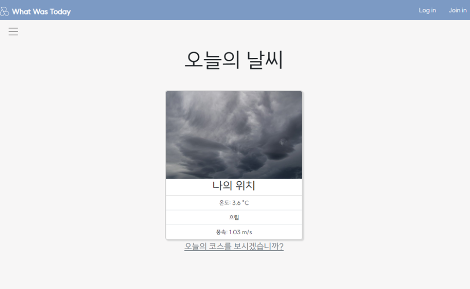 What Was Today
Log in
Join in
오늘의 날씨
나의 위치
온도: 3.6 °C
흐림
풍속: 1.03 m/s
오늘의 코스를 보시겠습니까?